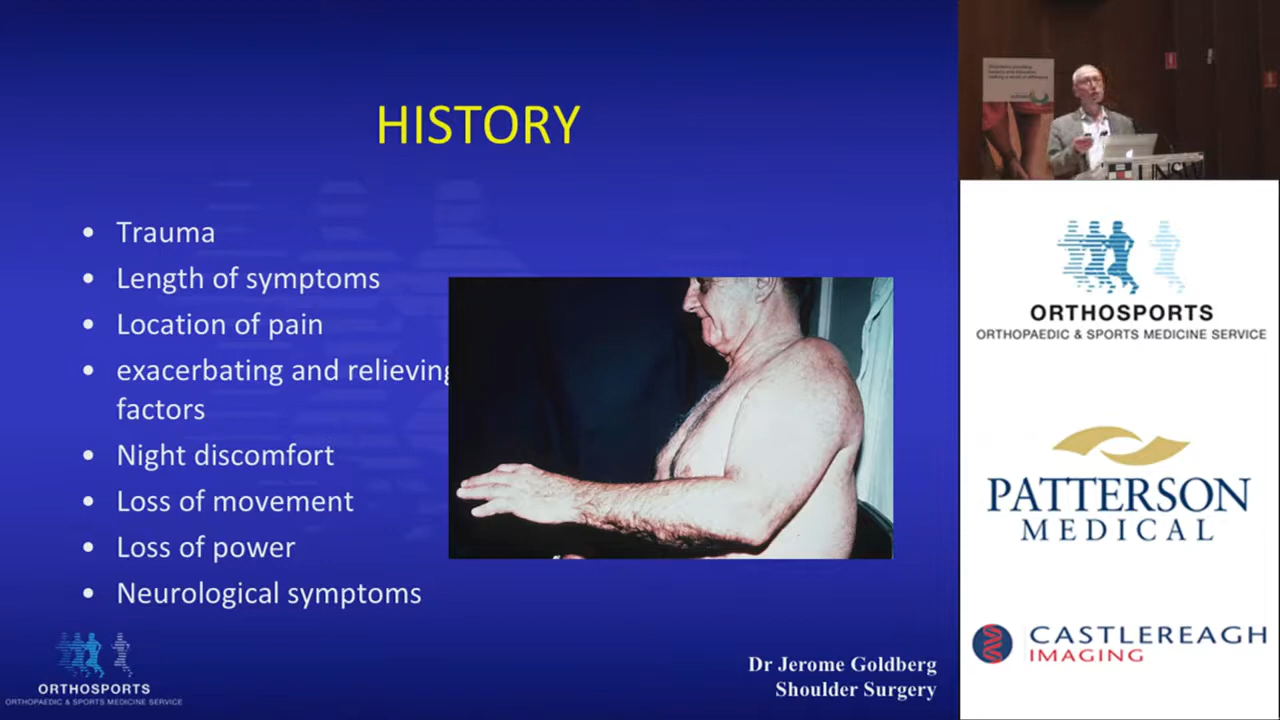 HISTORY
• Trauma
• Length of symptoms
• Location of pain
• exacerbating and relieving
factors
• Night discomfort
• Loss of movement
• Loss of power
• Neurological symptoms
ORTHOSPORTS
ORTHOPAEDIC & SPORTS MEDICINE SERVICE
Dr Jerome Goldberg
Shoulder Surgery
UNSW
ORTHOSPORTS
ORTHOPAEDIC & SPORTS MEDICINE SERVICE
PATTERSON
MEDICAL
CASTLEREAGH
IMAGING